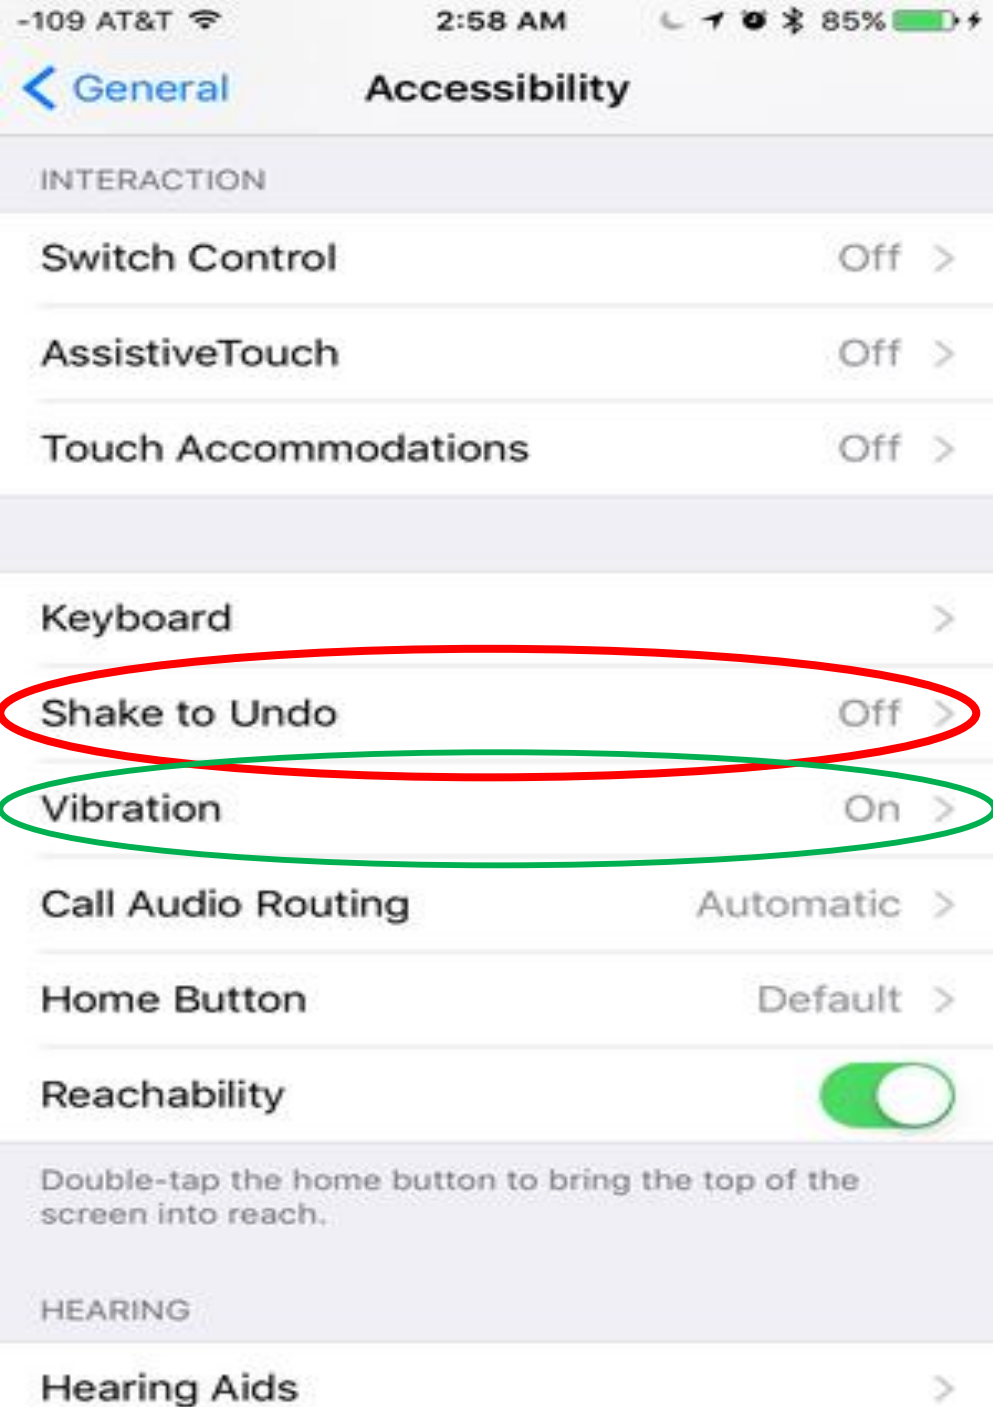 -109 AT&T 2:58 AM 85%
General Accessibility
INTERACTION
Switch Control Off
AssistiveTouch Off
Touch Accommodations Off
Keyboard
Shake to Undo Off
Vibration On
Call Audio Routing Automatic
Home Button Default
Reachability
Double-tap the home button to bring the top of the
screen into reach.
HEARING
Hearing Aids